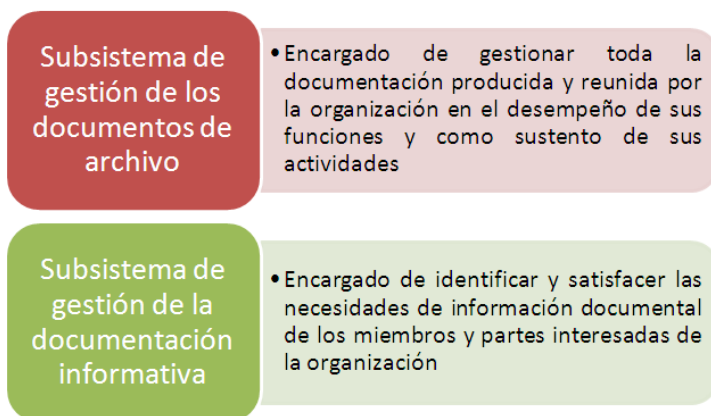 Subsistema de
gestión de los
documentos de
archivo
• Encargado de gestionar toda la
documentación producida y reunida por
la organización en el desempeño de sus
funciones y como sustento de sus
actividades
Subsistema de
gestión de la
documentación
informativa
• Encargado de identificar y satisfacer las
necesidades de información documental
de los miembros y partes interesadas de
la organización